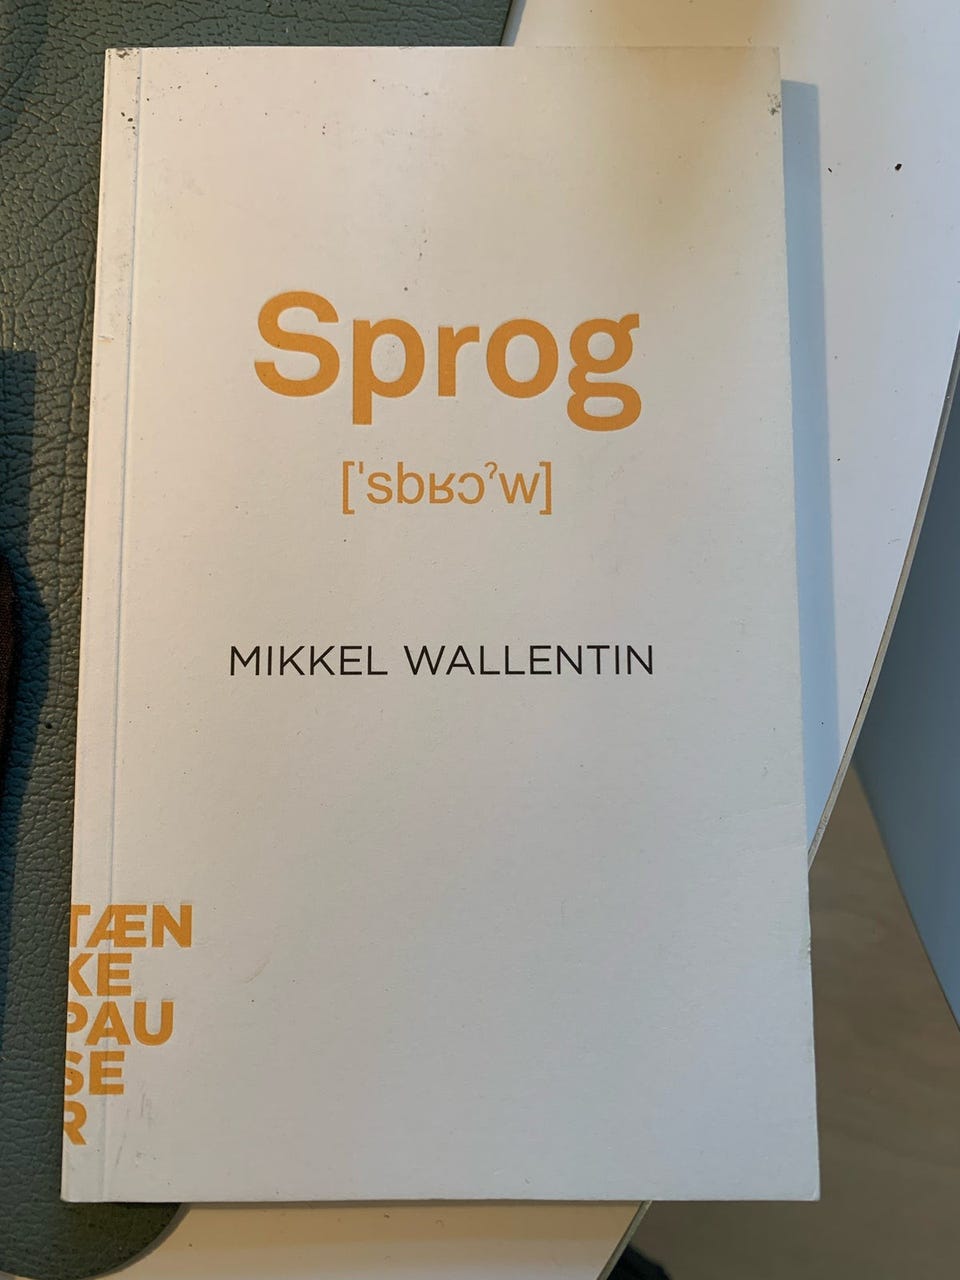 Sprog
[ˈsbʁɔˀw]
MIKKEL WALLENTIN
TÆN
KE
PAU
SE
R